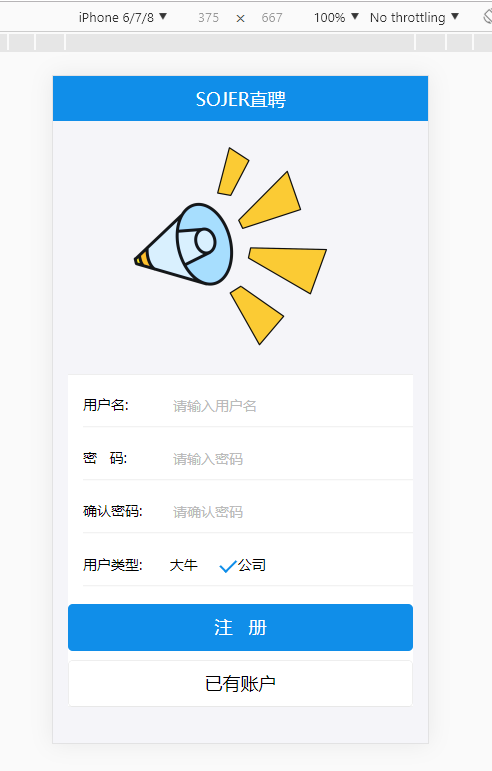 iPhone 6/7/8 ▼ 375 × 667 100% ▼ No throttling ▼
SOJER直聘
用户名: 请输入用户名
密 码: 请输入密码
确认密码: 请确认密码
用户类型: 大牛 公司
注 册
已有账户